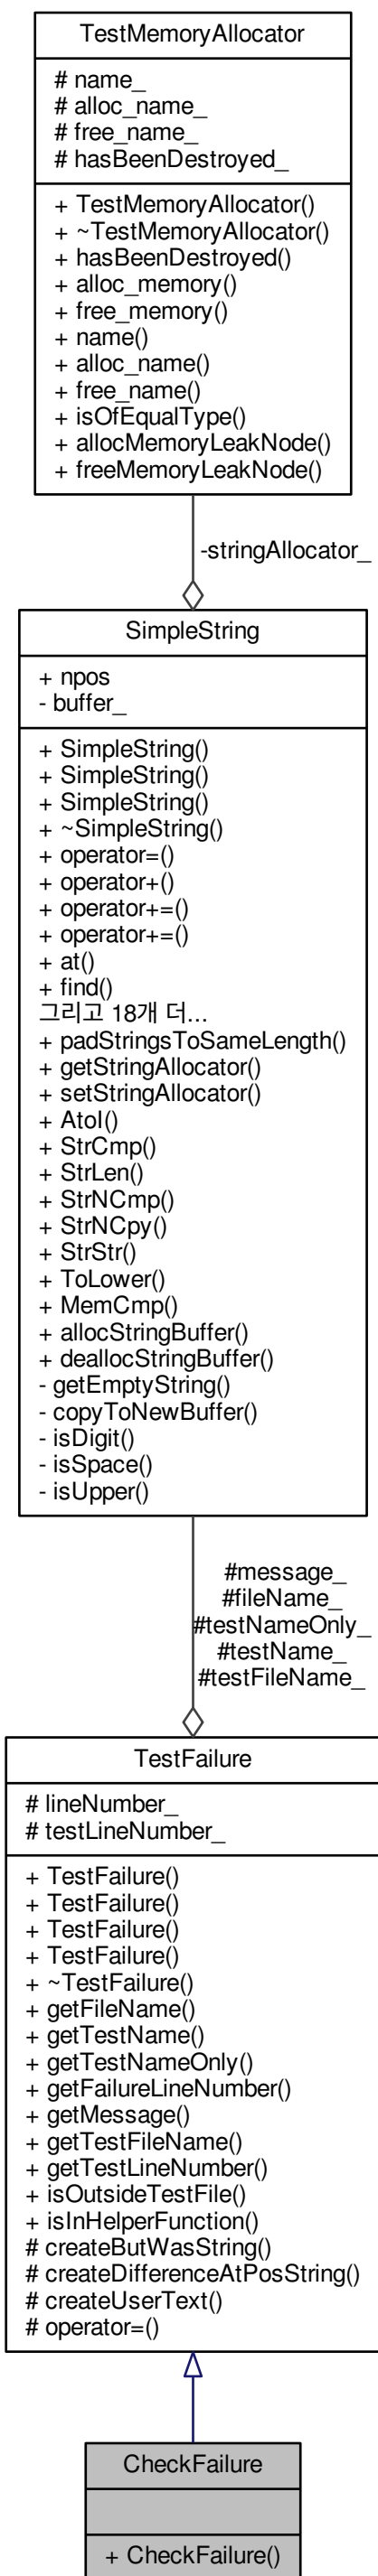 TestMemoryAllocator
# name_
# alloc_name_
# free_name_
# hasBeenDestroyed_
+ TestMemoryAllocator()
+ ~TestMemoryAllocator()
+ hasBeenDestroyed()
+ alloc_memory()
+ free_memory()
+ name()
+ alloc_name()
+ free_name()
+ isOfEqualType()
+ allocMemoryLeakNode()
+ freeMemoryLeakNode()
-stringAllocator_
SimpleString
+ npos
- buffer_
+ SimpleString()
+ SimpleString()
+ SimpleString()
+ ~SimpleString()
+ operator=()
+ operator+()
+ operator+=()
+ operator+=()
+ at()
+ find()
그리고 18개 더...
+ padStringsToSameLength()
+ getStringAllocator()
+ setStringAllocator()
+ AtoI()
+ StrCmp()
+ StrLen()
+ StrNCmp()
+ StrNCpy()
+ StrStr()
+ ToLower()
+ MemCmp()
+ allocStringBuffer()
+ deallocStringBuffer()
- getEmptyString()
- copyToNewBuffer()
- isDigit()
- isSpace()
- isUpper()
#message_
#fileName_
#testNameOnly_
#testName_
#testFileName_
TestFailure
# lineNumber_
# testLineNumber_
+ TestFailure()
+ TestFailure()
+ TestFailure()
+ TestFailure()
+ ~TestFailure()
+ getFileName()
+ getTestName()
+ getTestNameOnly()
+ getFailureLineNumber()
+ getMessage()
+ getTestFileName()
+ getTestLineNumber()
+ isOutsideTestFile()
+ isInHelperFunction()
# createButWasString()
# createDifferenceAtPosString()
# createUserText()
# operator=()
CheckFailure
+ CheckFailure()